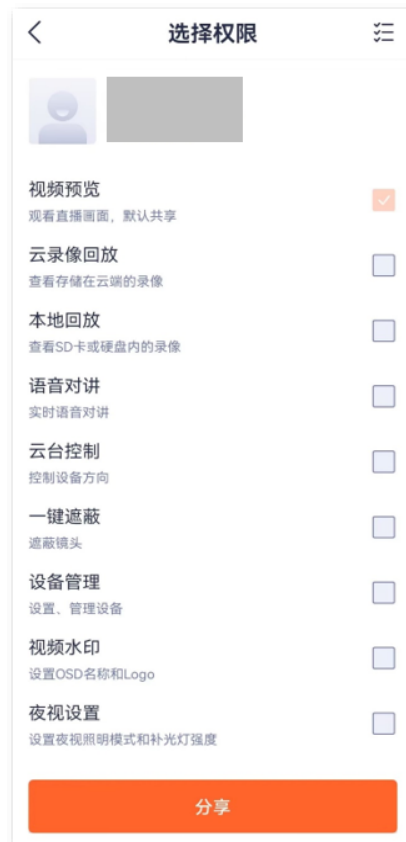 选择权限
视频预览
观看直播画面，默认共享
云录像回放
查看存储在云端的录像
本地回放
查看SD卡或硬盘内的录像
语音对讲
实时语音对讲
云台控制
控制设备方向
一键遮蔽
遮蔽镜头
设备管理
设置、管理设备
视频水印
设置OSD名称和Logo
夜视设置
设置夜视照明模式和补光灯强度
分享